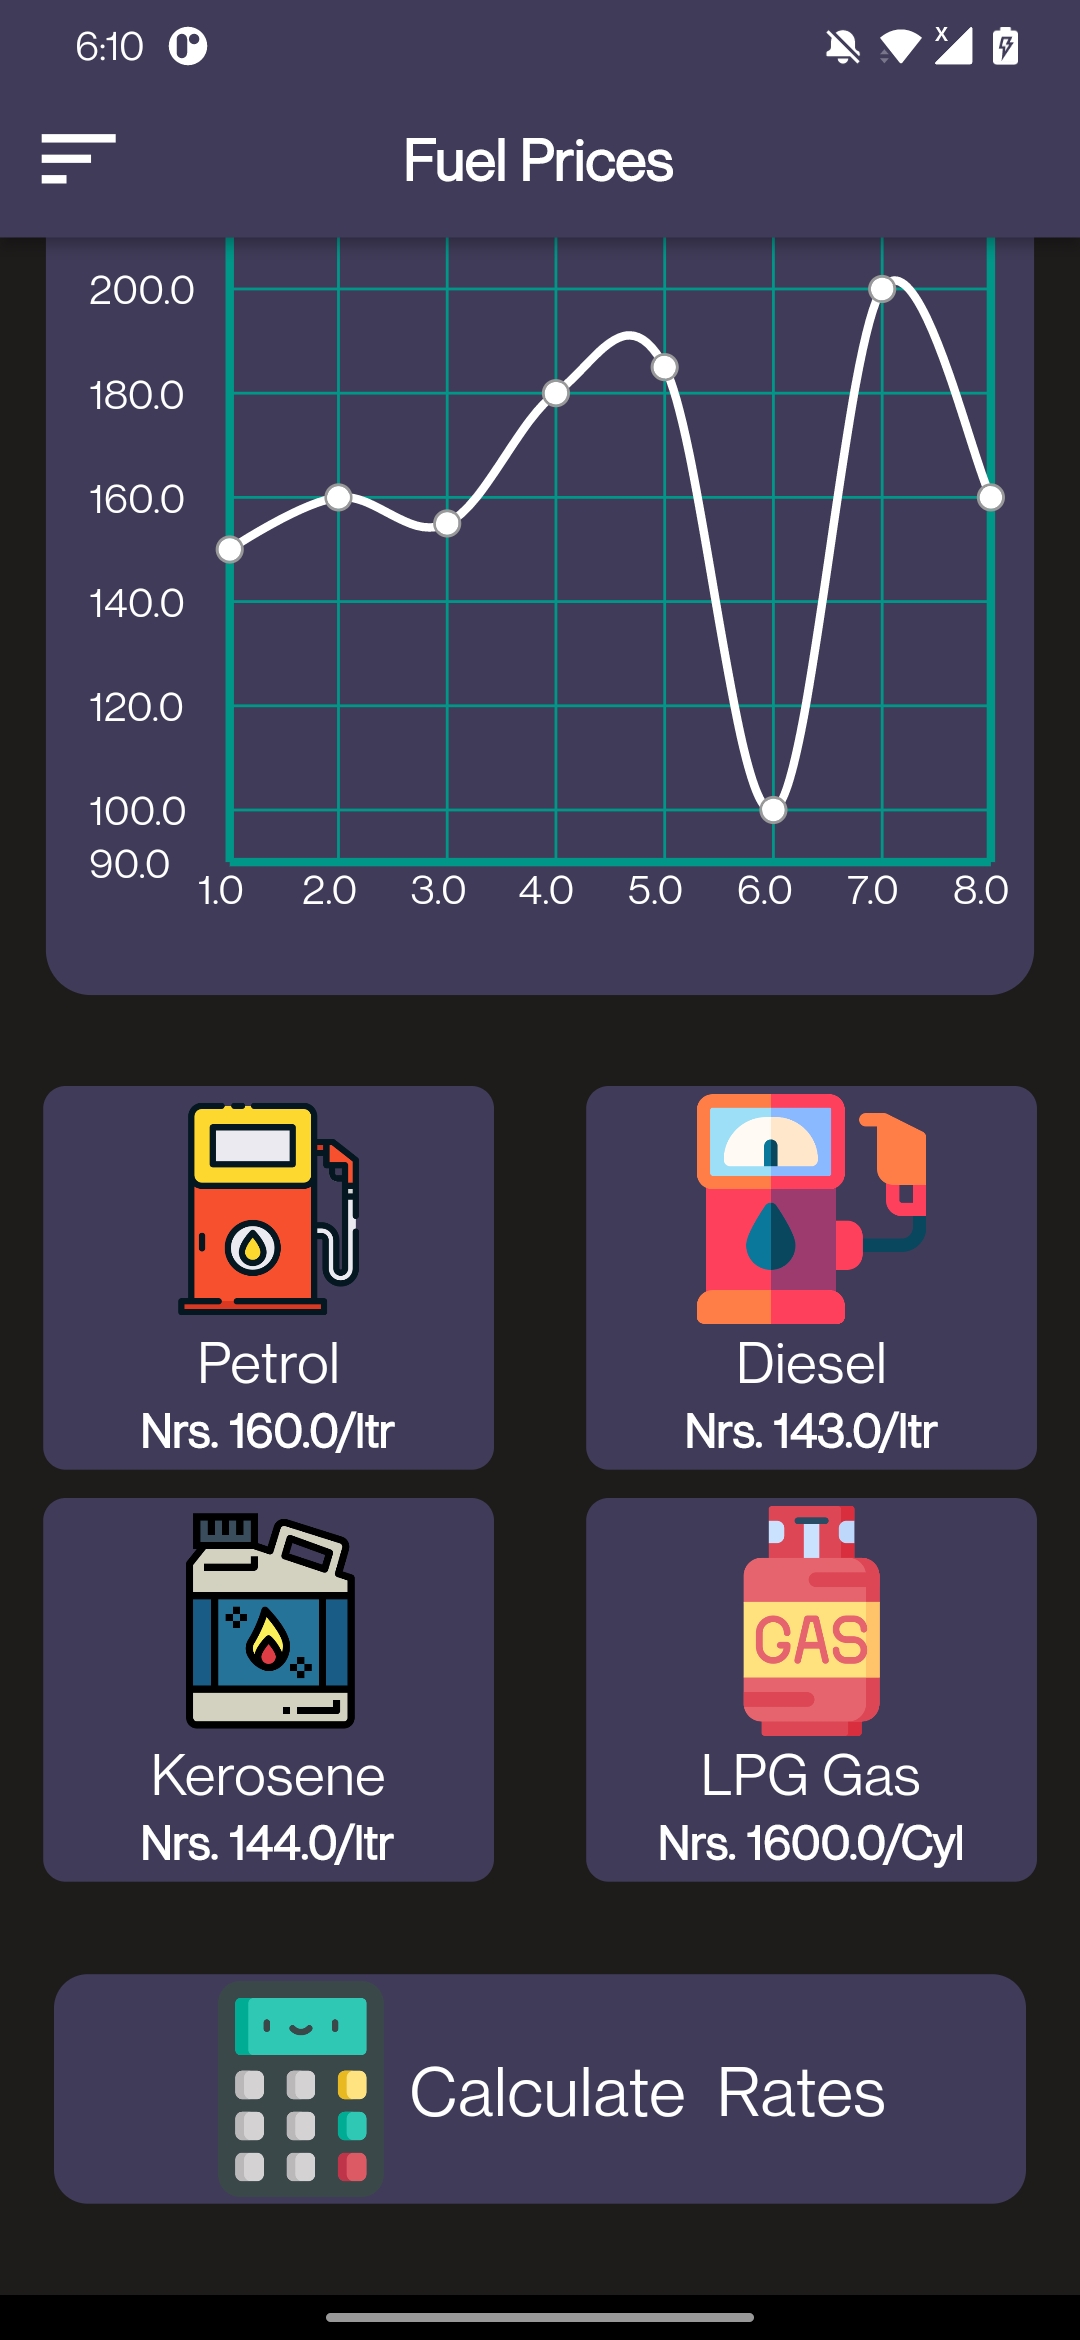 6:10
X
Fuel Prices
200.0
180.0
160.0
140.0
120.0
100.0
90.0
1.0 2.0 3.0 4.0 5.0 6.0 7.0 8.0
Petrol
Nrs. 160.0/ltr
Diesel
Nrs. 143.0/ltr
Kerosene
Nrs. 144.0/ltr
GAS
LPG Gas
Nrs. 1600.0/Cyl
Calculate Rates